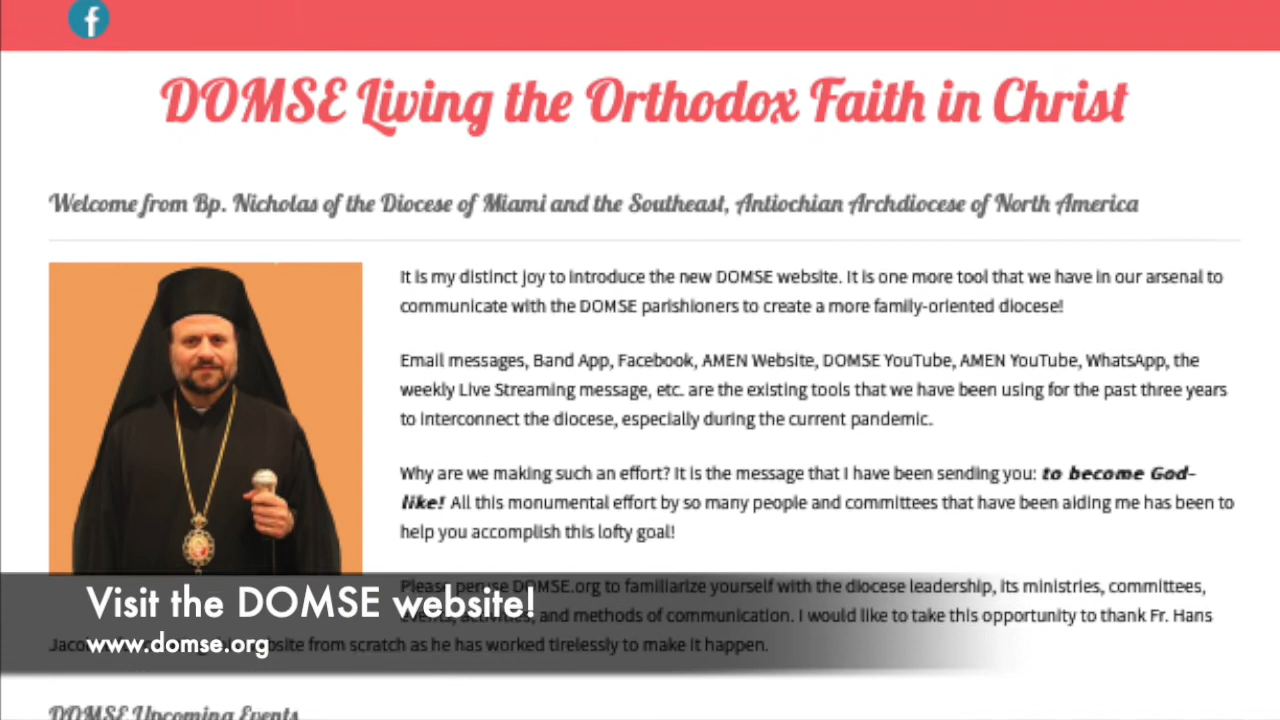 f
DOMSE Living the Orthodox Faith in Christ
Welcome from Bp. Nicholas of the Diocese of Miami and the Southeast, Antiochian Archdiocese of North America
It is my distinct joy to introduce the new DOMSE website. It is one more tool that we have in our arsenal to
communicate with the DOMSE parishioners to create a more family-oriented diocese!
Email messages, Band App, Facebook, AMEN Website, DOMSE YouTube, AMEN YouTube, WhatsApp, the
weekly Live Streaming message, etc. are the existing tools that we have been using for the past three years
to interconnect the diocese, especially during the current pandemic.
Why are we making such an effort? It is the message that I have been sending you: to become God-
like! All this monumental effort by so many people and committees that have been aiding me has been to
help you accomplish this lofty goal!
Please peruse DOMSE.org to familiarize yourself with the diocese leadership, its ministries, committees,
events, activities, and methods of communication. I would like to take this opportunity to thank Fr. Hans
site from scratch as he has worked tirelessly to make it happen.
Visit the DOMSE website!
www.domse.org
DOMSE Upcoming Events